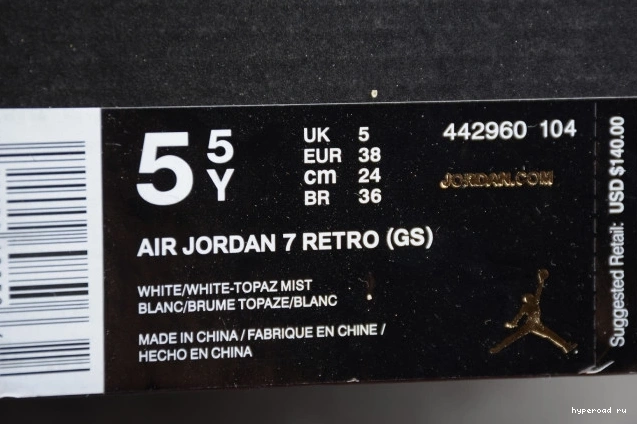 5 5 Y
UK 5
EUR 38
cm 24
BR 36
442960 104
JORDAN.COM
AIR JORDAN 7 RETRO (GS)
WHITE/WHITE-TOPAZ MIST
BLANC/BRUME TOPAZE/BLANC
MADE IN CHINA / FABRIQUE EN CHINE /
HECHO EN CHINA
Suggested Retail: USD $140.00
hyperoad ru